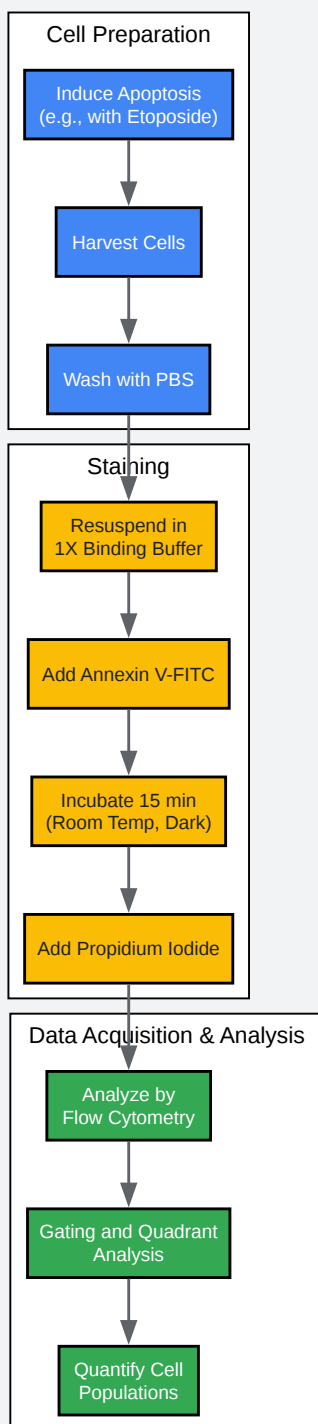 Cell Preparation
Induce Apoptosis
(e.g., with Etoposide)
Harvest Cells
Wash with PBS
Staining
Resuspend in
1X Binding Buffer
Add Annexin V-FITC
Incubate 15 min
(Room Temp, Dark)
Add Propidium Iodide
Data Acquisition & Analysis
Analyze by
Flow Cytometry
Gating and Quadrant
Analysis
Quantify Cell
Populations